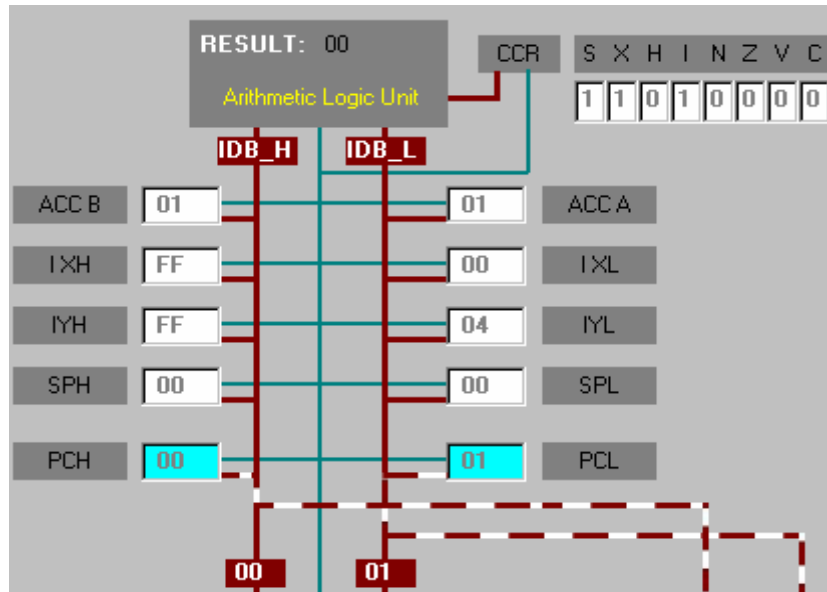 RESULT: 00
CCR
S X H I N Z V C
Arithmetic Logic Unit
1 1 0 1 0 0 0 0
IDB_H IDB_L
ACC B 01 01 ACC A
IXH FF 00 IXL
IYH FF 04 IYL
SPH 00 00 SPL
PCH 00 01 PCL
00 01